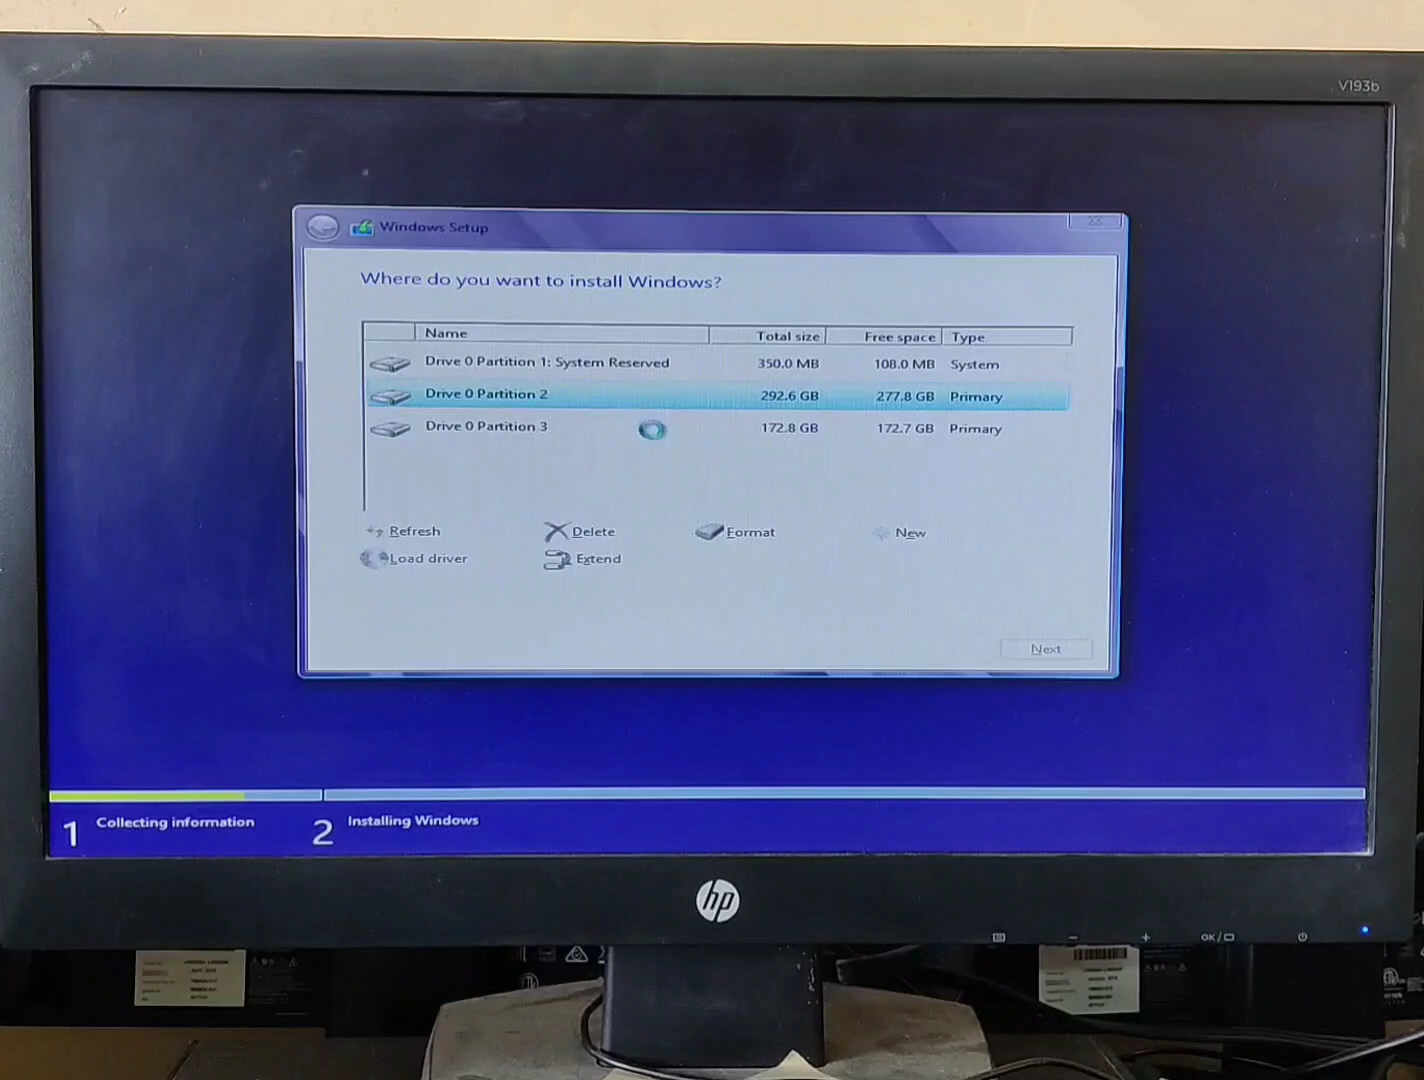 V193b
Windows Setup
Where do you want to install Windows?
Name Total size Free space Type
Drive 0 Partition 1: System Reserved 350.0 MB 108.0 MB System
Drive 0 Partition 2 292.6 GB 277.8 GB Primary
Drive 0 Partition 3 172.8 GB 172.7 GB Primary
Refresh Delete Format New
Load driver Extend
Next
1 Collecting information 2 Installing Windows
hp
OK/